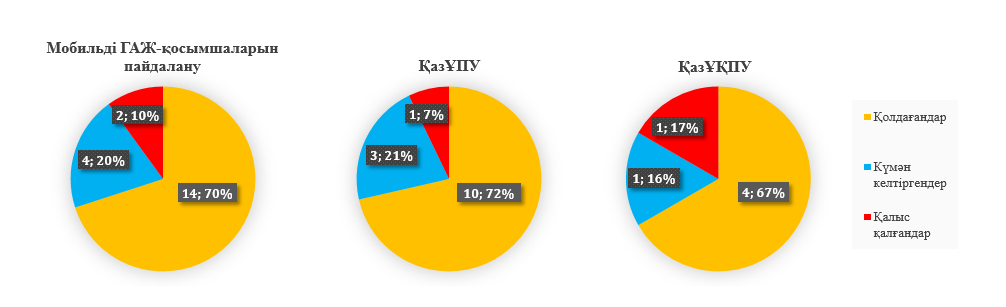 Мобильді ГАЖ-қосымшаларын
пайдалану
2; 10%
4; 20%
14; 70%
ҚазҰПУ
1; 7%
3; 21%
10; 72%
ҚазҰҚПУ
1; 17%
1; 16%
4; 67%
Қолдағандар
Күмән
келтіргендер
Қалыс
қалғандар